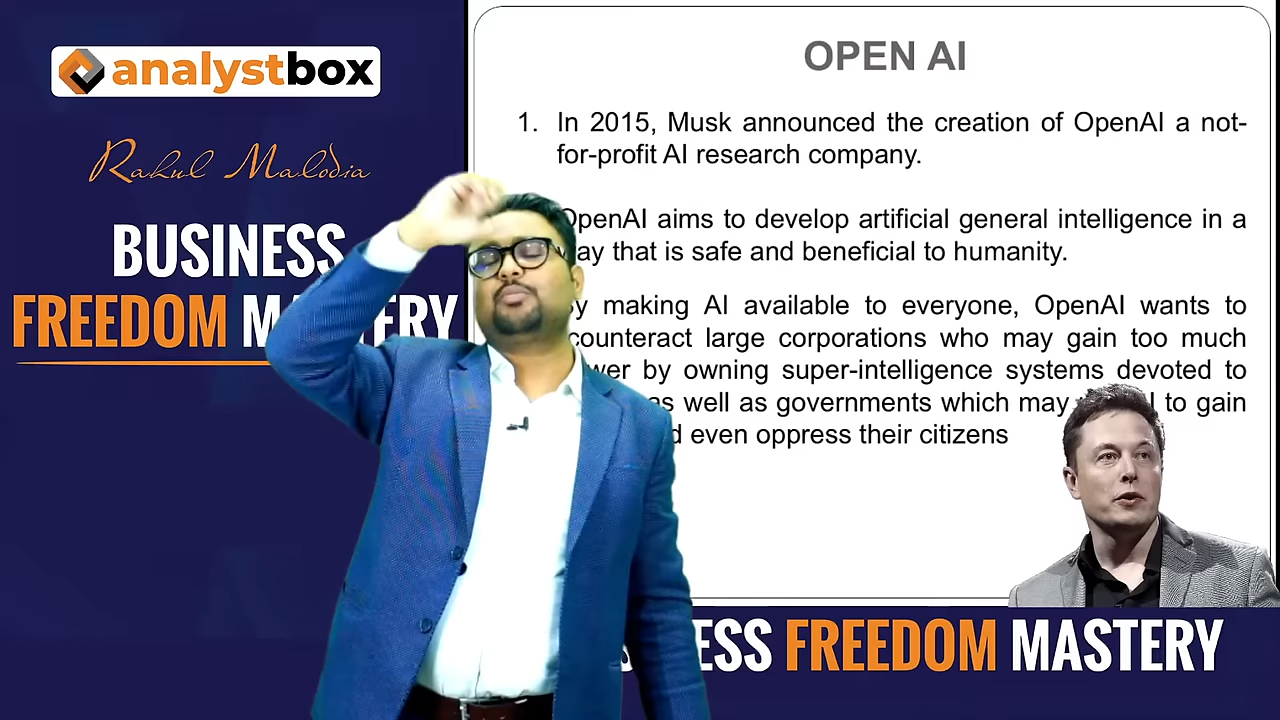 analystbox
Rahul Malodia
BUSINESS
FREEDOM
OPEN AI
1. In 2015, Musk announced the creation of OpenAI a not-
for-profit AI research company.
OpenAI aims to develop artificial general intelligence in a
way that is safe and beneficial to humanity.
By making AI available to everyone, OpenAI wants to
counteract large corporations who may gain too much
by owning super-intelligence systems devoted to
as well as governments which may to gain
even oppress their citizens
FREEDOM MASTERY